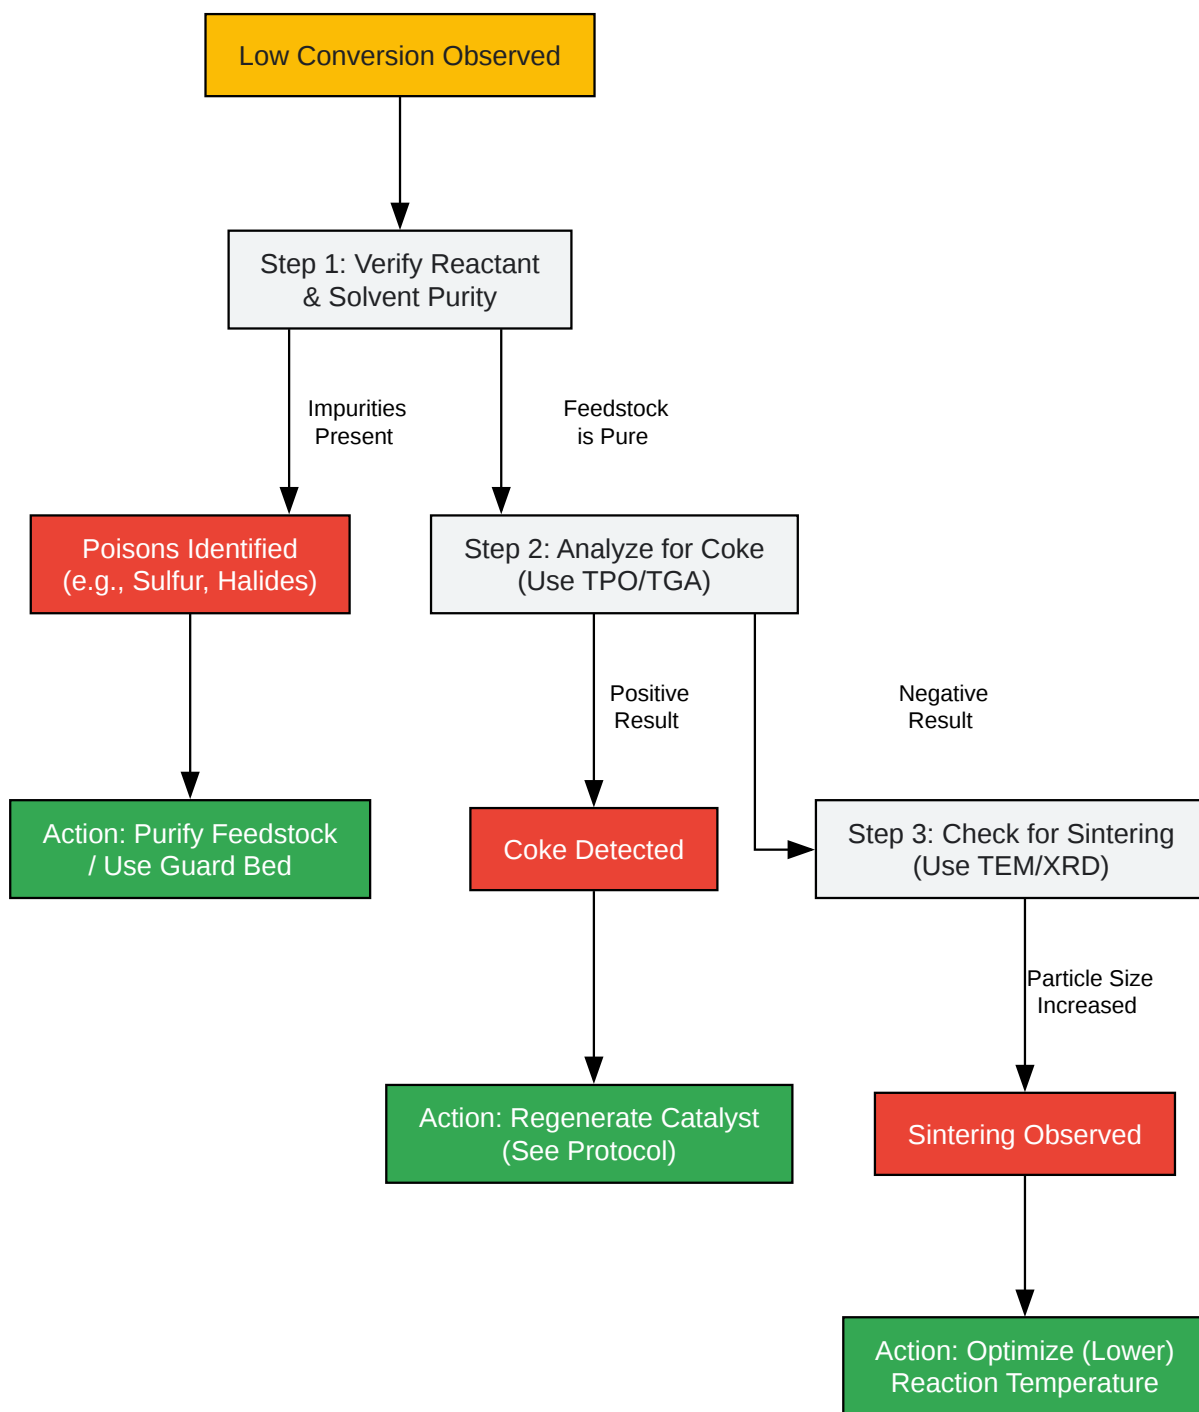 Low Conversion Observed
Step 1: Verify Reactant
& Solvent Purity
Impurities
Present
Feedstock
is Pure
Poisons Identified
(e.g., Sulfur, Halides)
Step 2: Analyze for Coke
(Use TPO/TGA)
Positive
Result
Negative
Result
Action: Purify Feedstock
/ Use Guard Bed
Coke Detected
Step 3: Check for Sintering
(Use TEM/XRD)
Particle Size
Increased
Action: Regenerate Catalyst
(See Protocol)
Sintering Observed
Action: Optimize (Lower)
Reaction Temperature